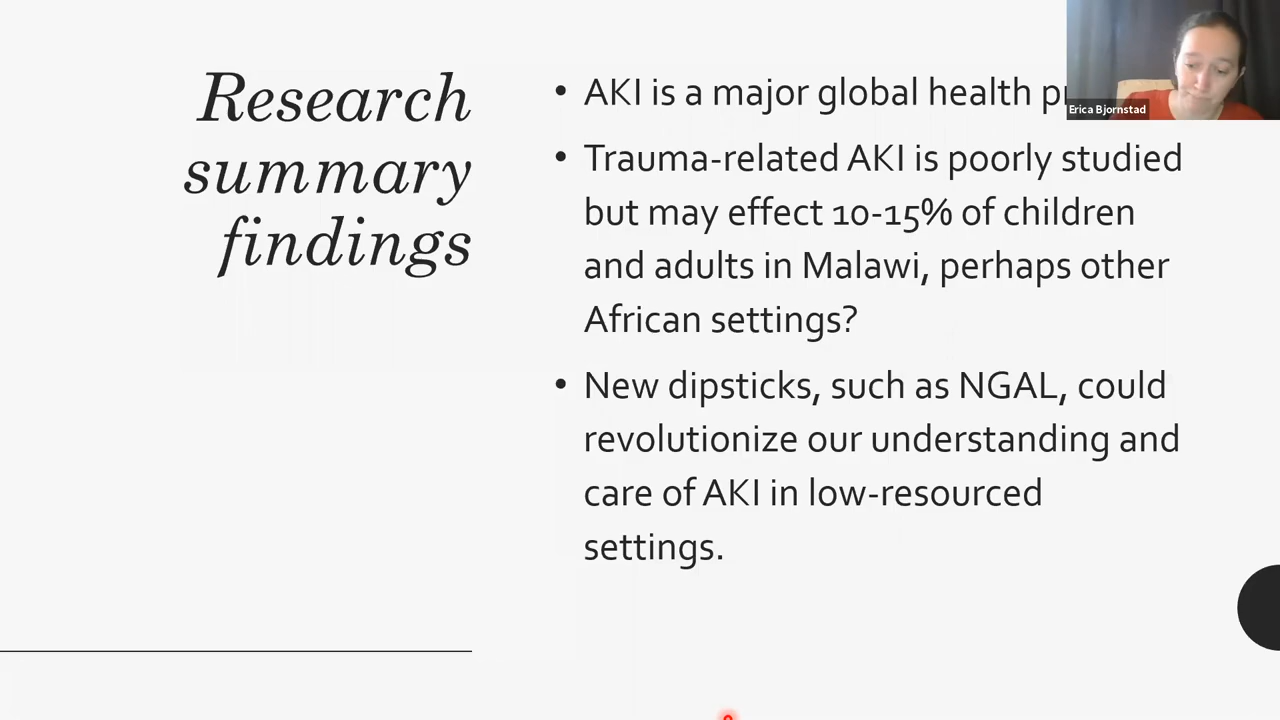 Research
summary
findings
• AKI is a major global health
• Trauma-related AKI is poorly studied
but may effect 10-15% of children
and adults in Malawi, perhaps other
African settings?
• New dipsticks, such as NGAL, could
revolutionize our understanding and
care of AKI in low-resourced
settings.
Erica Bjornstad